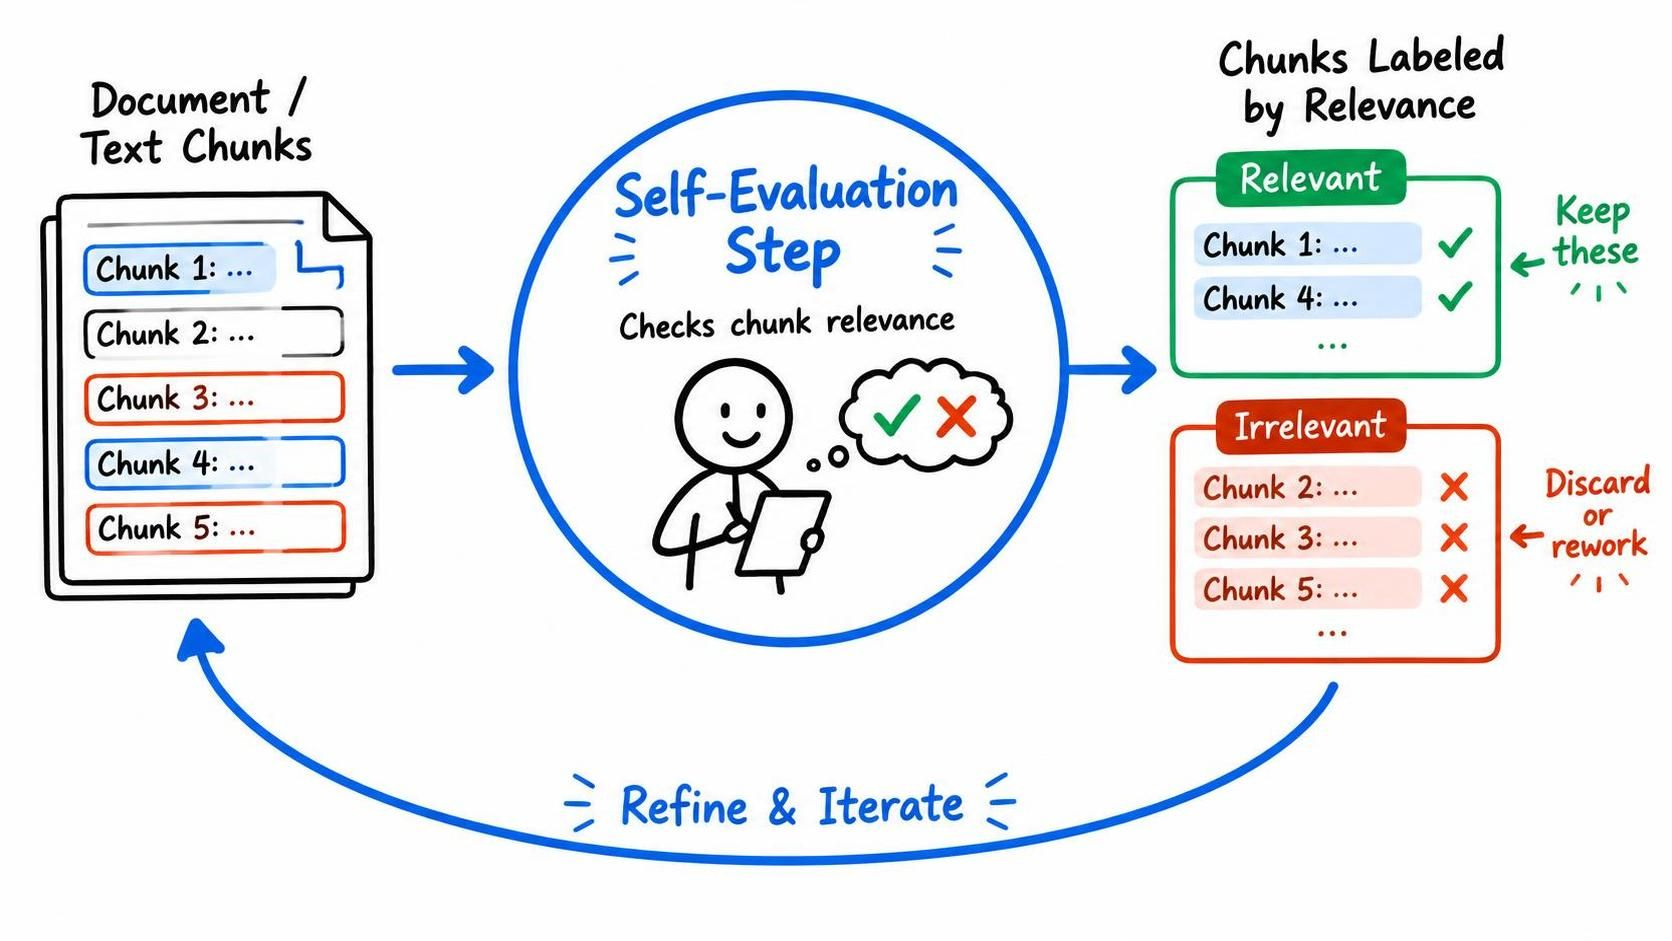 Document /
Text Chunks
Chunk 1: ...
Chunk 2: ...
Chunk 3: ...
Chunk 4: ...
Chunk 5: ...
Self-Evaluation
Step
Checks chunk relevance
Chunks Labeled
by Relevance
Relevant
Chunk 1: ...
Chunk 4: ...
...
Keep
these
Irrelevant
Chunk 2: ...
Chunk 3: ...
Chunk 5: ...
...
Discard
or
rework
Refine & Iterate